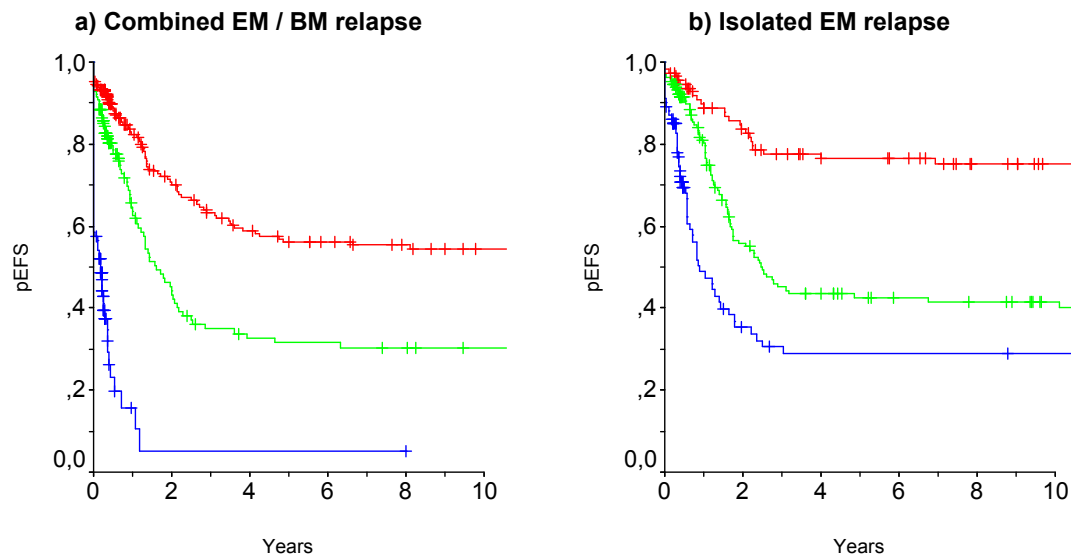 a) Combined EM / BM relapse
1,0
,8
,6
,4
,2
0,0
pEFS
0 2 4 6 8 10
Years
b) Isolated EM relapse
1,0
,8
,6
,4
,2
0,0
pEFS
0 2 4 6 8 10
Years